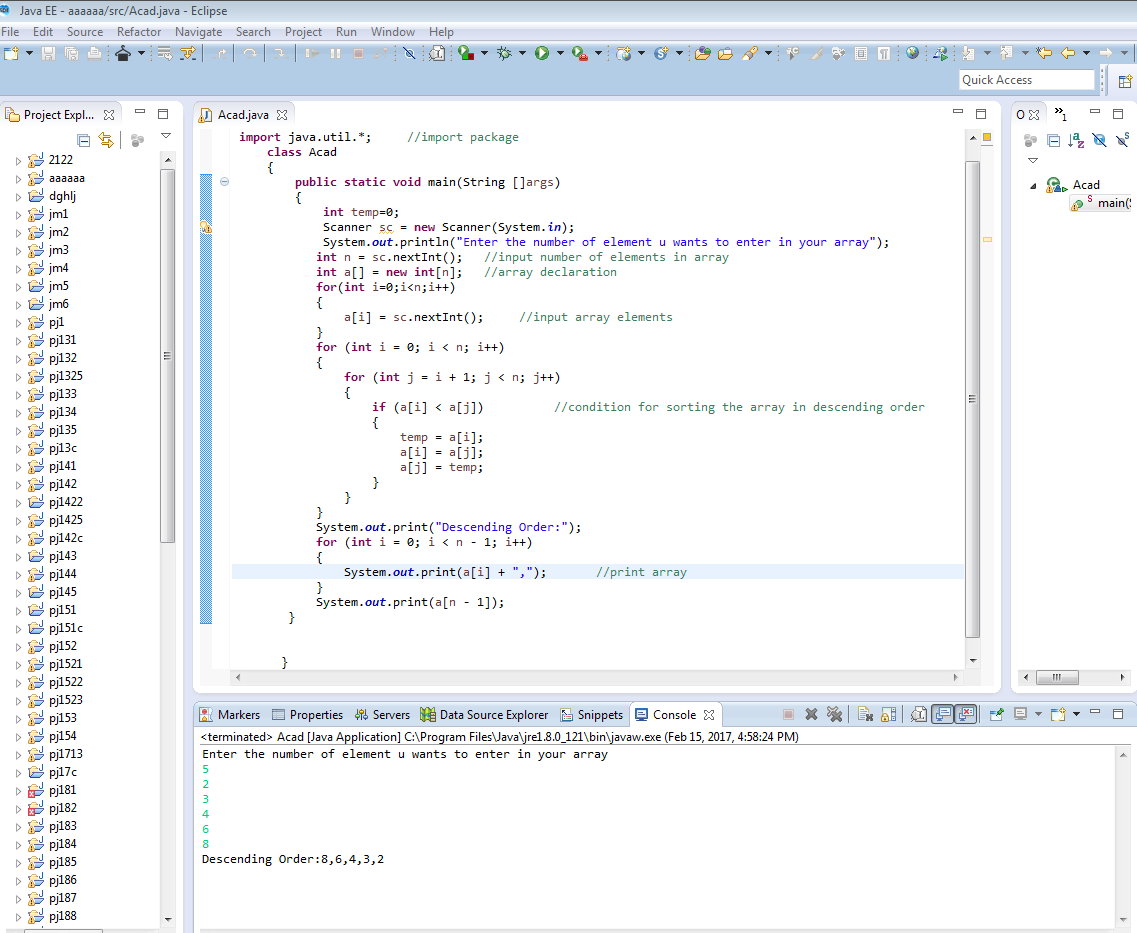 Java EE - aaaaaa/src/Acad.java - Eclipse
File Edit Source Refactor Navigate Search Project Run Window Help
Quick Access
Project Expl...
2122
aaaaaa
dghlj
jm1
jm2
jm3
jm4
jm5
jm6
pj1
pj131
pj132
pj1325
pj133
pj134
pj135
pj13c
pj141
pj142
pj1422
pj1425
pj142c
pj143
pj144
pj145
pj151
pj151c
pj152
pj1521
pj1522
pj1523
pj153
pj154
pj1713
pj17c
pj181
pj182
pj183
pj184
pj185
pj186
pj187
pj188
Acad.java
import java.util.*; //import package
class Acad
{
public static void main(String []args)
{
int temp=0;
Scanner sc = new Scanner(System.in);
System.out.println("Enter the number of element u wants to enter in your array");
int n = sc.nextInt(); //input number of elements in array
int a[] = new int[n]; //array declaration
for(int i=0;i<n;i++)
{
a[i] = sc.nextInt(); //input array elements
}
for (int i = 0; i < n; i++)
{
for (int j = i + 1; j < n; j++)
{
if (a[i] < a[j]) //condition for sorting the array in descending order
{
temp = a[i];
a[i] = a[j];
a[j] = temp;
}
}
}
System.out.print("Descending Order:");
for (int i = 0; i < n - 1; i++)
{
System.out.print(a[i] + ","); //print array
}
System.out.print(a[n - 1]);
}
}
O
»1
Acad
main(S
Markers Properties Servers Data Source Explorer Snippets Console
<terminated> Acad [Java Application] C:\Program Files\Java\jre1.8.0_121\bin\javaw.exe (Feb 15, 2017, 4:58:24 PM)
Enter the number of element u wants to enter in your array
5
2
3
4
6
8
Descending Order:8,6,4,3,2